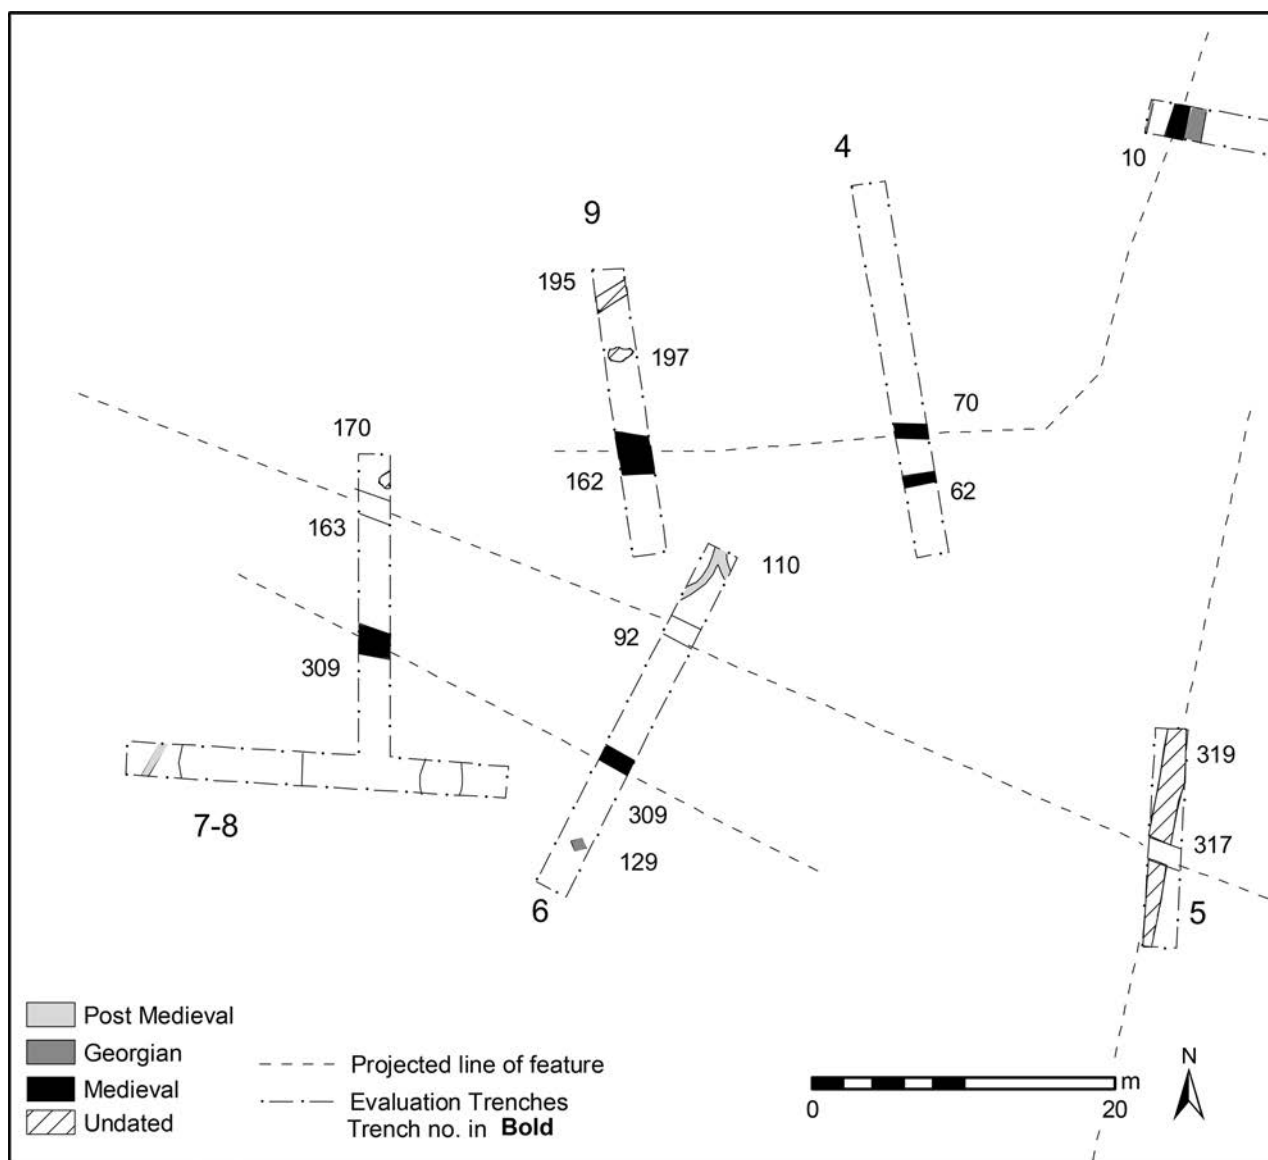 10
4
9
195
197
70
170
162
62
163
110
92
309
319
309
317
7-8
129
6
5
Post Medieval
Georgian
Medieval
Undated
Projected line of feature
Evaluation Trenches
Trench no. in Bold
m
0
20
N